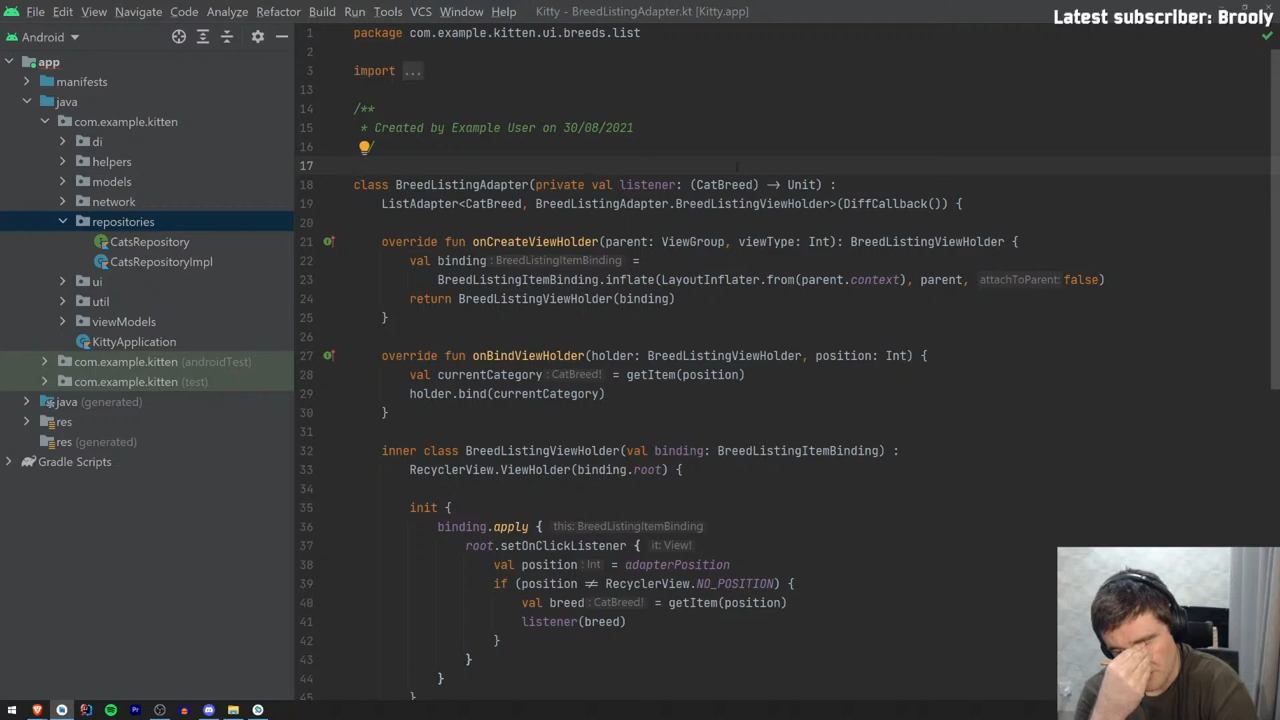 File Edit View Navigate Code Analyze Refactor Build Run Tools VCS Window Help Kitty - BreedListingAdapter.kt [Kitty.app]
Latest subscriber: Brooly
Android
app
manifests
java
com.example.kitten
di
helpers
models
network
repositories
CatsRepository
CatsRepositoryImpl
ui
util
viewModels
KittyApplication
com.example.kitten (androidTest)
com.example.kitten (test)
java (generated)
res
res (generated)
Gradle Scripts
1 package com.example.kitten.ui.breeds.list
2
3 import ...
13
14 /**
15 * Created by Example User on 30/08/2021
16 */
17
18 class BreedListingAdapter(private val listener: (CatBreed) -> Unit) :
19 ListAdapter<CatBreed, BreedListingAdapter.BreedListingViewHolder>(DiffCallback()) {
20
21 override fun onCreateViewHolder(parent: ViewGroup, viewType: Int): BreedListingViewHolder {
22 val binding : BreedListingItemBinding =
23 BreedListingItemBinding.inflate(LayoutInflater.from(parent.context), parent, attachToParent: false)
24 return BreedListingViewHolder(binding)
25 }
26
27 override fun onBindViewHolder(holder: BreedListingViewHolder, position: Int) {
28 val currentCategory : CatBreed! = getItem(position)
29 holder.bind(currentCategory)
30 }
31
32 inner class BreedListingViewHolder(val binding: BreedListingItemBinding) :
33 RecyclerView.ViewHolder(binding.root) {
34
35 init {
36 binding.apply { this: BreedListingItemBinding
37 root.setOnClickListener { it: View!
38 val position : Int = adapterPosition
39 if (position ≠ RecyclerView.NO_POSITION) {
40 val breed : CatBreed! = getItem(position)
41 listener(breed)
42 }
43 }
44 }
45 }